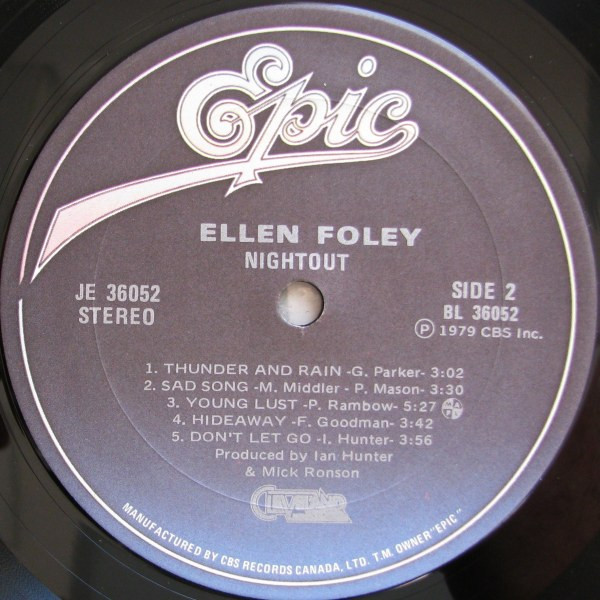 Epic
ELLEN FOLEY
NIGHTOUT
JE 36052
STEREO
SIDE 2
BL 36052
Ⓟ 1979 CBS Inc.
1. THUNDER AND RAIN -G. Parker- 3:02
2. SAD SONG -M. Middler - P. Mason- 3:30
3. YOUNG LUST -P. Rambow- 5:27
4. HIDEAWAY -F. Goodman- 3:42
5. DON'T LET GO -I. Hunter- 3:56
Produced by Ian Hunter
& Mick Ronson
MANUFACTURED BY CBS RECORDS CANADA, LTD. T.M. OWNER "EPIC"